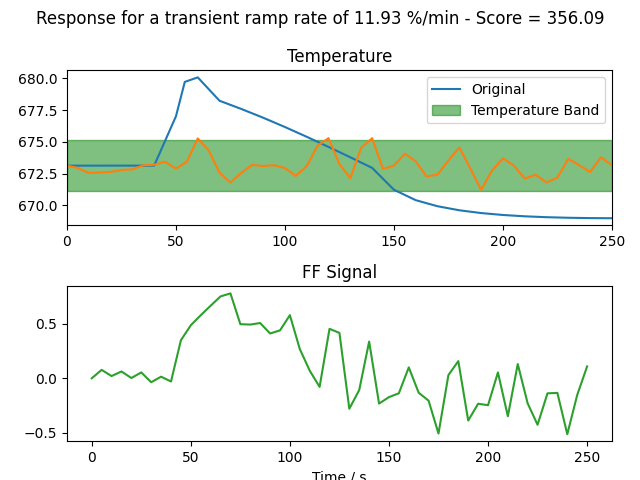 Response for a transient ramp rate of 11.93 %/min - Score = 356.09
Temperature
680.0
677.5
675.0
672.5
670.0
Original
Temperature Band
0 50 100 150 200 250
FF Signal
0.5
0.0
−0.5
0 50 100 150 200 250
Time / s